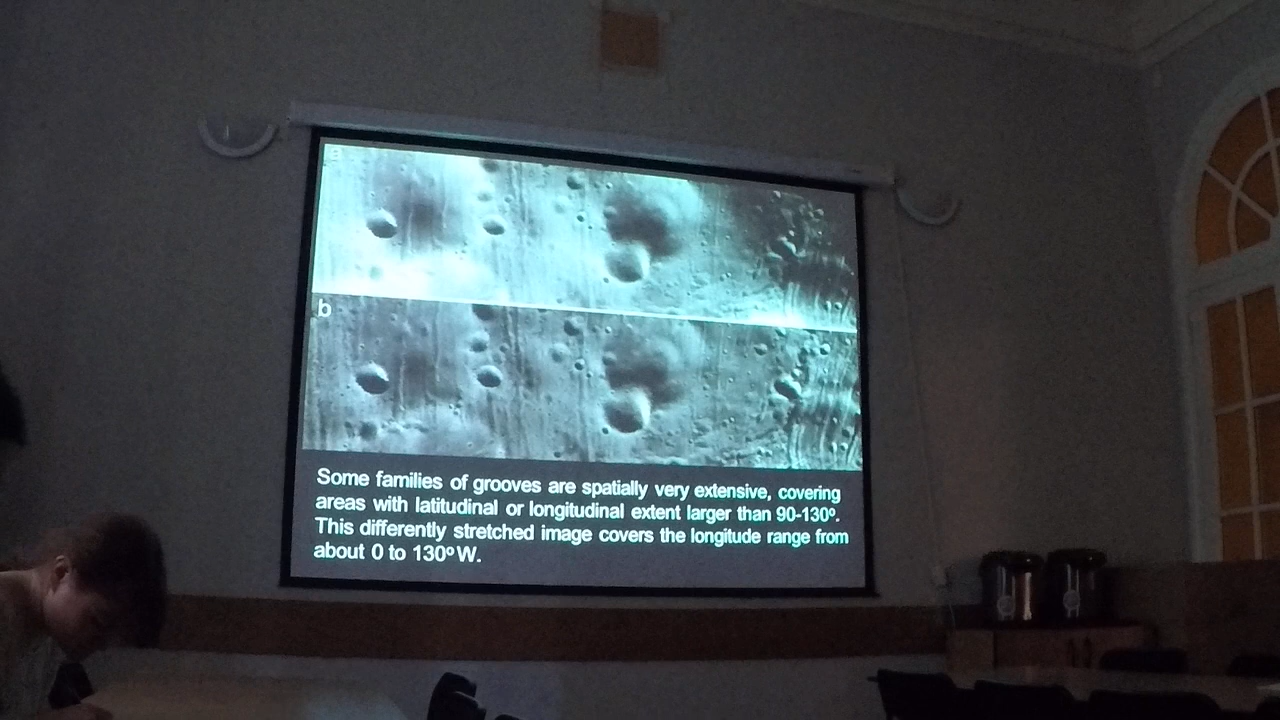 b
Some families of grooves are spatially very extensive, covering
areas with latitudinal or longitudinal extent larger than 90-130º.
This differently stretched image covers the longitude range from
about 0 to 130º W.